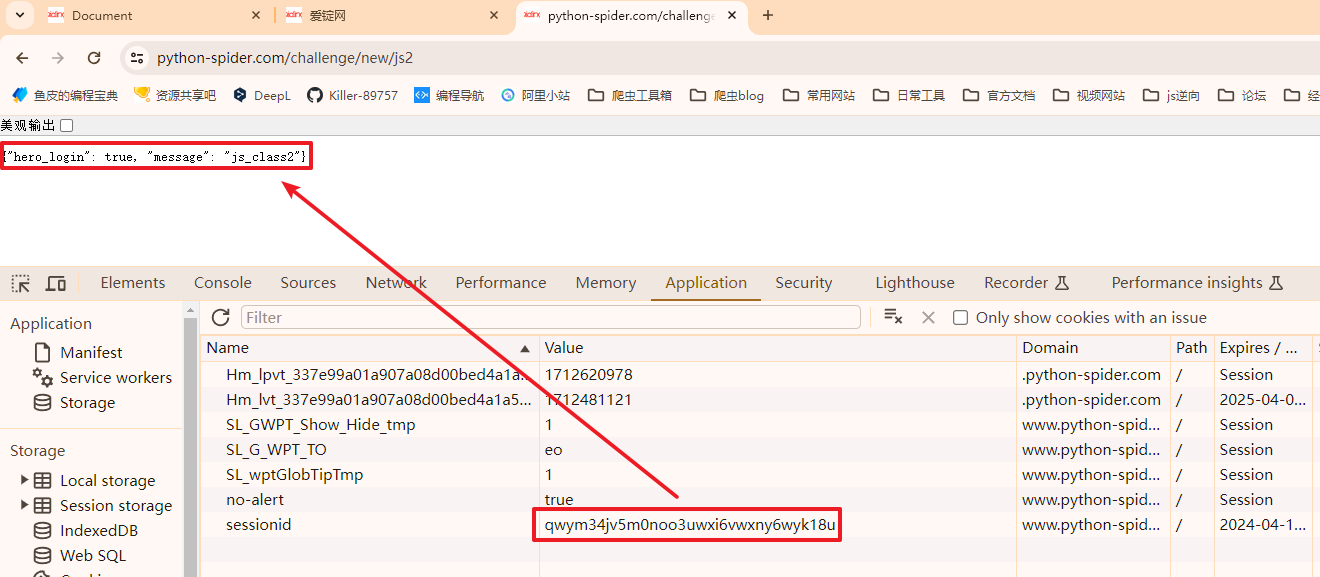 Document
爱锭网
python-spider.com/challenge
python-spider.com/challenge/new/js2
鱼皮的编程宝典 资源共享吧 DeepL Killer-89757 编程导航 阿里小站 爬虫工具箱 爬虫blog 常用网站 日常工具 官方文档 视频网站 js逆向 论坛 经
美观输出
{"hero_login": true, "message": "js_class2"}
Elements Console Sources Network Performance Memory Application Security Lighthouse Recorder Performance insights
Application
Manifest
Service workers
Storage
Storage
Local storage
Session storage
IndexedDB
Web SQL
Filter
Only show cookies with an issue
Name Value Domain Path Expires / ...
Hm_lpvt_337e99a01a907a08d00bed4a1a... 1712620978 .python-spider.com / Session
Hm_lvt_337e99a01a907a08d00bed4a1a5... 1712481121 .python-spider.com / 2025-04-0...
SL_GWPT_Show_Hide_tmp 1 www.python-spid... / Session
SL_G_WPT_TO eo www.python-spid... / Session
SL_wptGlobTipTmp 1 www.python-spid... / Session
no-alert true www.python-spid... / Session
sessionid qwym34jv5m0noo3uwxi6vwxny6wyk18u www.python-spid... / 2024-04-1...